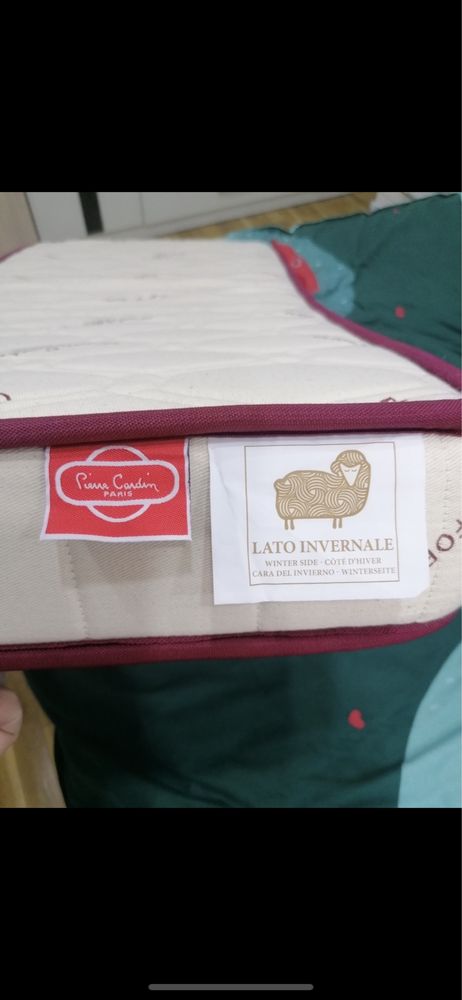 Pierre Cardin
PARIS
LATO INVERNALE
WINTER SIDE - CÔTÉ D'HIVER
CARA DEL INVIERNO - WINTERSEITE